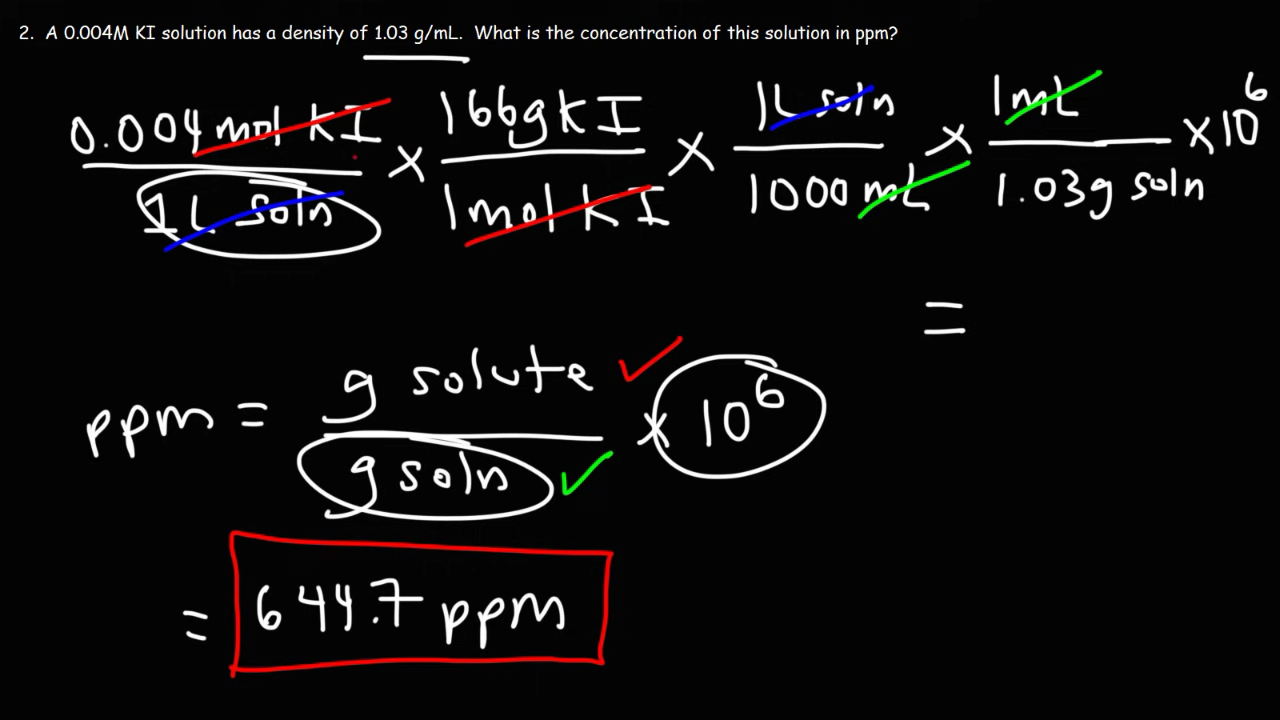 2. A 0.004M KI solution has a density of 1.03 g/mL. What is the concentration of this solution in ppm?
0.004 mol kI × 166g kI × 1L soln × 1mL × 10^6
1L soln 1mol kI 1000 mL 1.03g soln
=
g solute
ppm = × 10^6
g soln
= 644.7 ppm